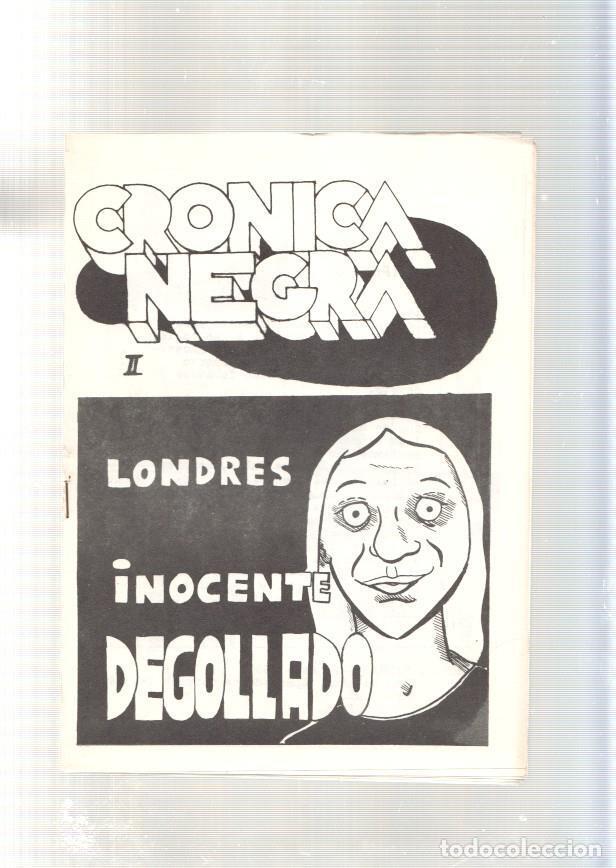 CRONICA
NEGRA
II
LONDRES
iNOCENTE
DEGOLLADO
todocoleccion